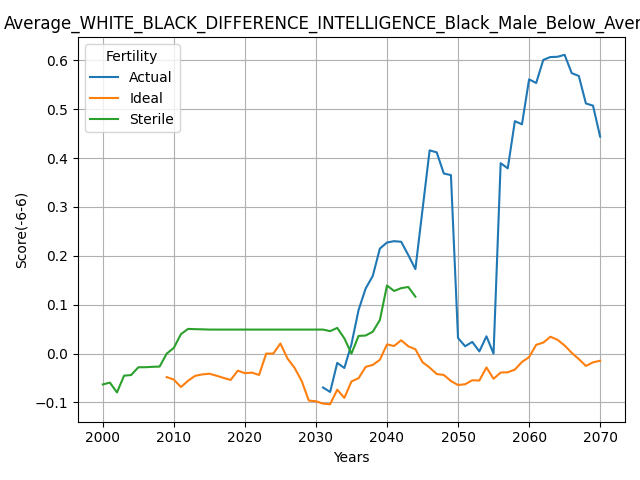 Average_WHITE_BLACK_DIFFERENCE_INTELLIGENCE_Black_Male_Below_Aver
Fertility
Actual
Ideal
Sterile
Score(-6-6)
0.6
0.5
0.4
0.3
0.2
0.1
0.0
−0.1
2000 2010 2020 2030 2040 2050 2060 2070
Years